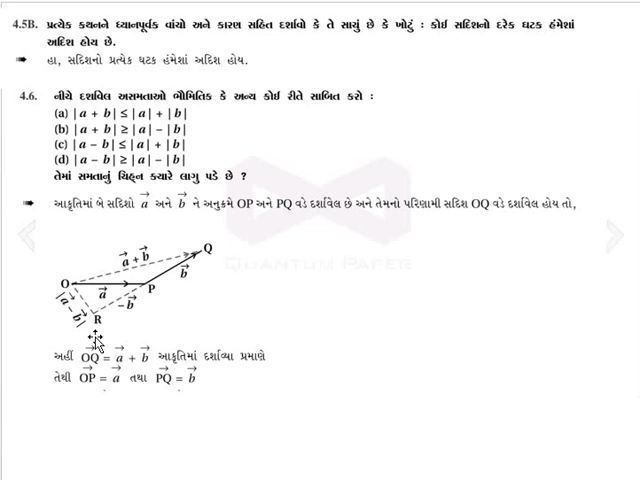 4.5B. પ્રત્યેક કથનને ધ્યાનપૂર્વક વાંચો અને કારણ સહિત દર્શાવો કે તે સાચું છે કે ખોટું : કોઈ સદિશનો દરેક ઘટક હંમેશાં
અદિશ હોય છે.
હા, સદિશનો પ્રત્યેક ઘટક હંમેશાં અદિશ હોય.
4.6. નીચે દર્શાવેલ અસમતાઓ ભૌમિતિક કે અન્ય કોઈ રીતે સાબિત કરો :
(a) | a + b | ≤ | a | + | b |
(b) | a + b | ≥ | a | − | b |
(c) | a − b | ≤ | a | + | b |
(d) | a − b | ≥ | a | − | b |
તેમાં સમતાનું ચિહ્ન ક્યારે લાગુ પડે છે ?
આકૃતિમાં બે સદિશો a⃗ અને b⃗ ને અનુક્રમે OP અને PQ વડે દર્શાવેલ છે અને તેમનો પરિણામી સદિશ OQ વડે દર્શાવેલ હોય તો,
Q
a⃗ + b⃗
b⃗
O
a⃗
P
−b⃗
|a⃗ − b⃗|
R
QUANTUM PAPER
અહીં OQ⃗ = a⃗ + b⃗ આકૃતિમાં દર્શાવ્યા પ્રમાણે
તેથી OP⃗ = a⃗ તથા PQ⃗ = b⃗